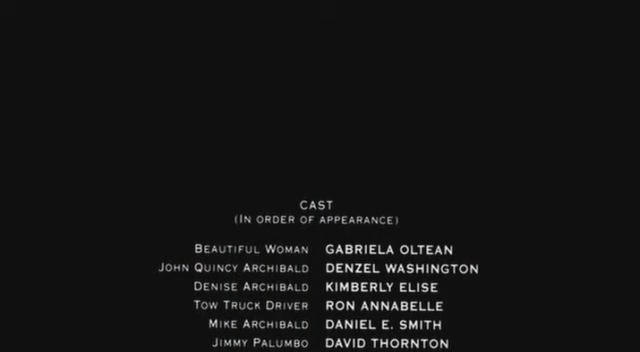 CAST
(IN ORDER OF APPEARANCE)
BEAUTIFUL WOMAN GABRIELA OLTEAN
JOHN QUINCY ARCHIBALD DENZEL WASHINGTON
DENISE ARCHIBALD KIMBERLY ELISE
TOW TRUCK DRIVER RON ANNABELLE
MIKE ARCHIBALD DANIEL E. SMITH
JIMMY PALUMBO DAVID THORNTON